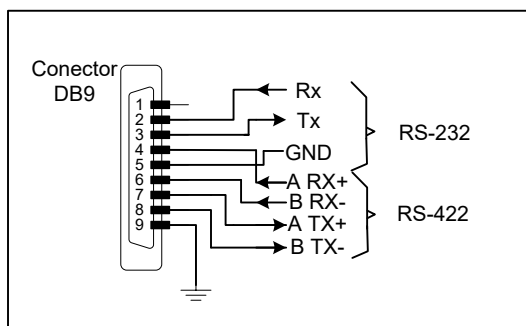 Conector
DB9
1
2
3
4
5
6
7
8
9
Rx
Tx
GND
A RX+
B RX-
A TX+
B TX-
RS-232
RS-422